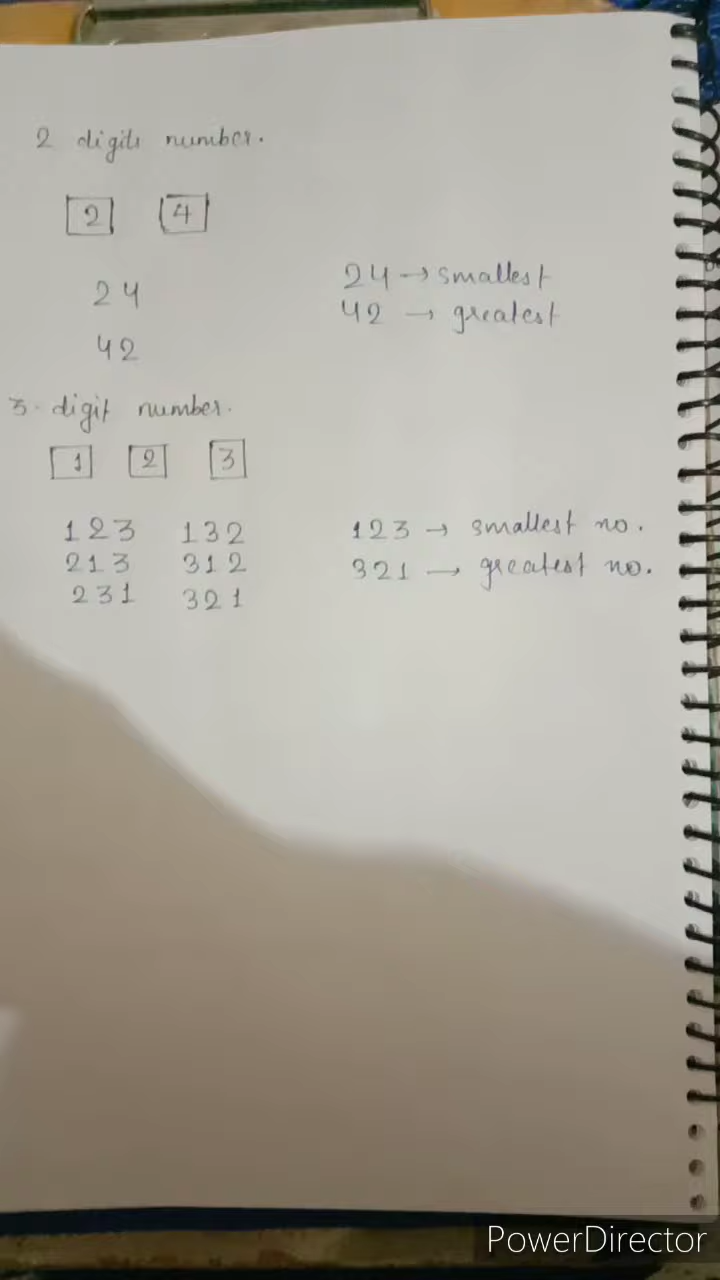 2 digits number.
2 4
24
42
24 → smallest
42 → greatest
3-digit number.
1 2 3
123 132
213 312
231 321
123 → smallest no.
321 → greatest no.
PowerDirector